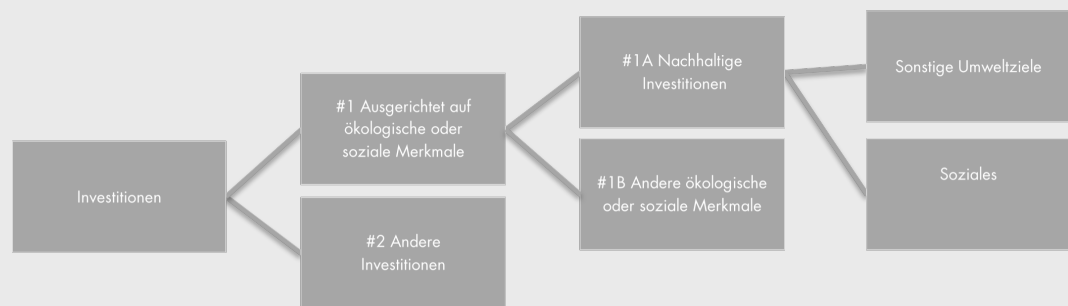 Investitionen
#1 Ausgerichtet auf
ökologische oder
soziale Merkmale
#2 Andere
Investitionen
#1A Nachhaltige
Investitionen
#1B Andere ökologische
oder soziale Merkmale
Sonstige Umweltziele
Soziales